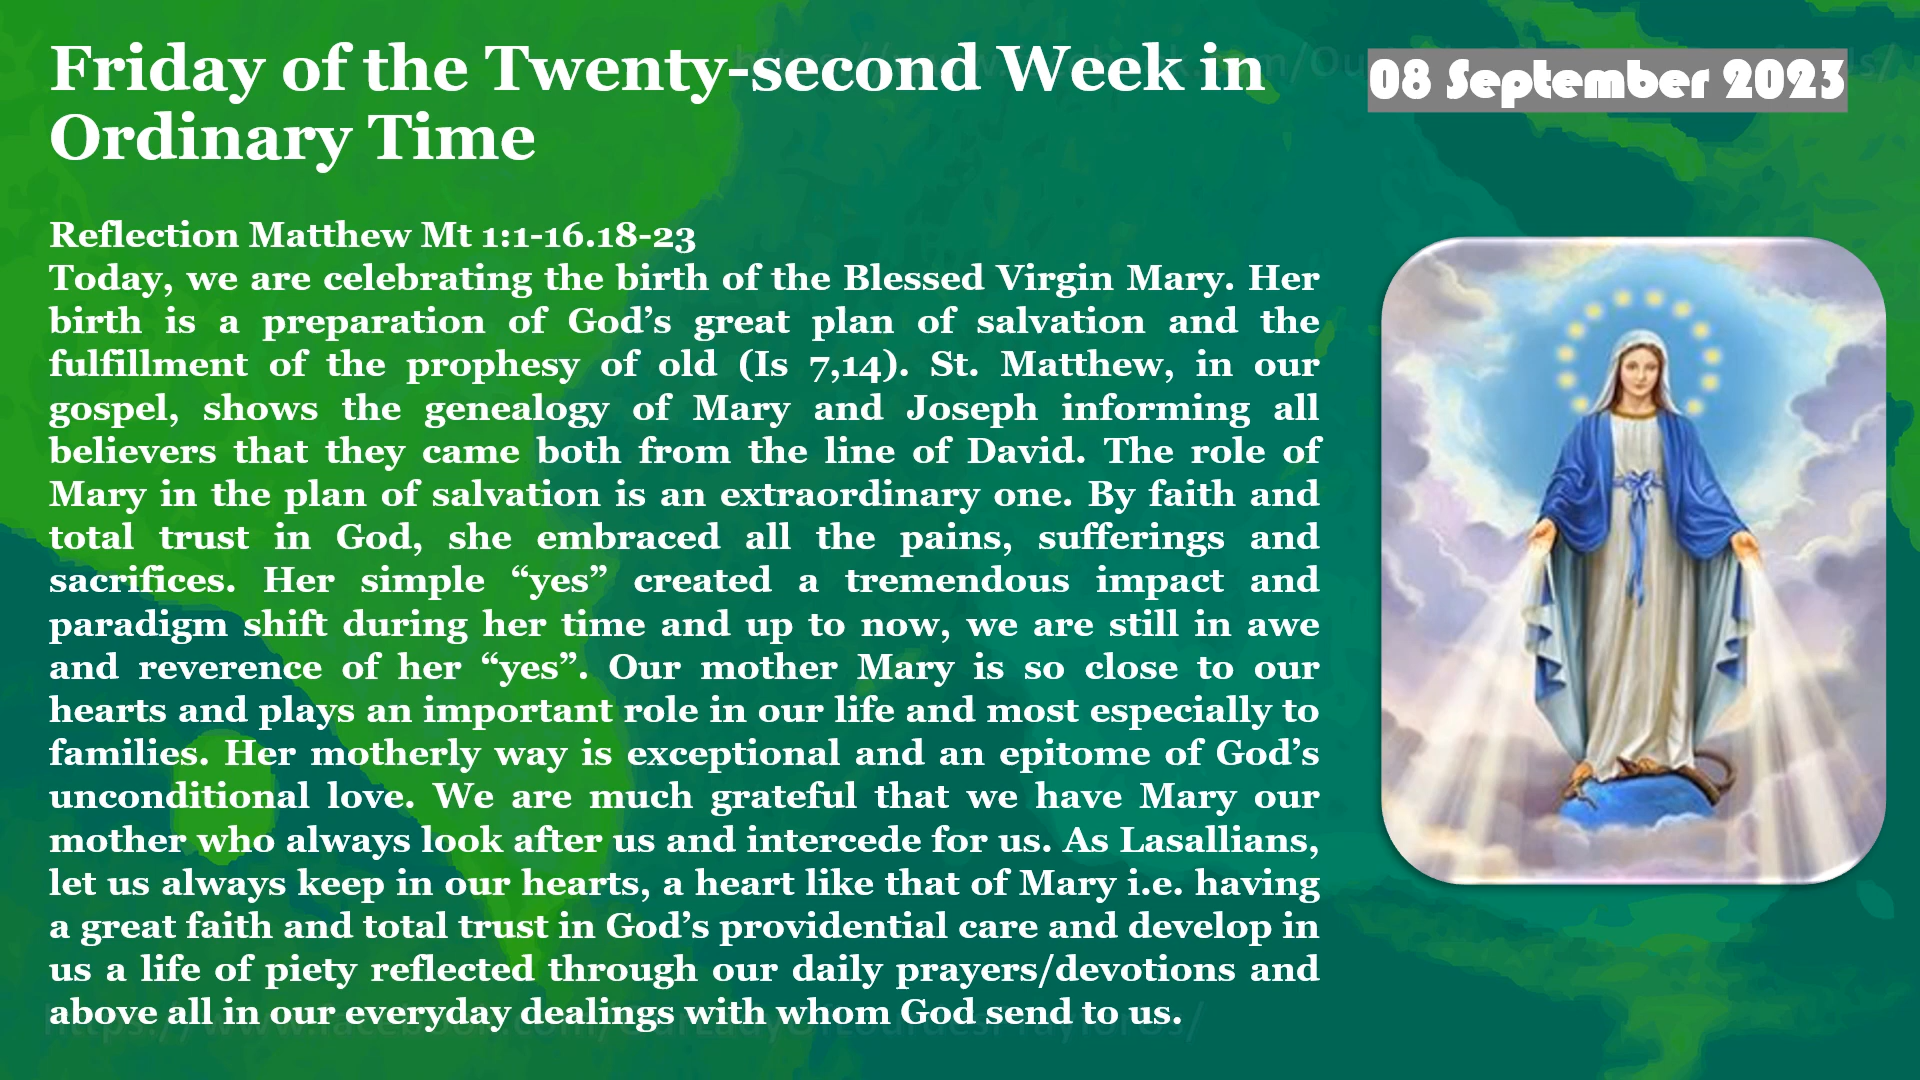 Friday of the Twenty-second Week in
Ordinary Time
08 September 2023
Reflection Matthew Mt 1:1-16.18-23
Today, we are celebrating the birth of the Blessed Virgin Mary. Her
birth is a preparation of God’s great plan of salvation and the
fulfillment of the prophesy of old (Is 7,14). St. Matthew, in our
gospel, shows the genealogy of Mary and Joseph informing all
believers that they came both from the line of David. The role of
Mary in the plan of salvation is an extraordinary one. By faith and
total trust in God, she embraced all the pains, sufferings and
sacrifices. Her simple “yes” created a tremendous impact and
paradigm shift during her time and up to now, we are still in awe
and reverence of her “yes”. Our mother Mary is so close to our
hearts and plays an important role in our life and most especially to
families. Her motherly way is exceptional and an epitome of God’s
unconditional love. We are much grateful that we have Mary our
mother who always look after us and intercede for us. As Lasallians,
let us always keep in our hearts, a heart like that of Mary i.e. having
a great faith and total trust in God’s providential care and develop in
us a life of piety reflected through our daily prayers/devotions and
above all in our everyday dealings with whom God send to us.